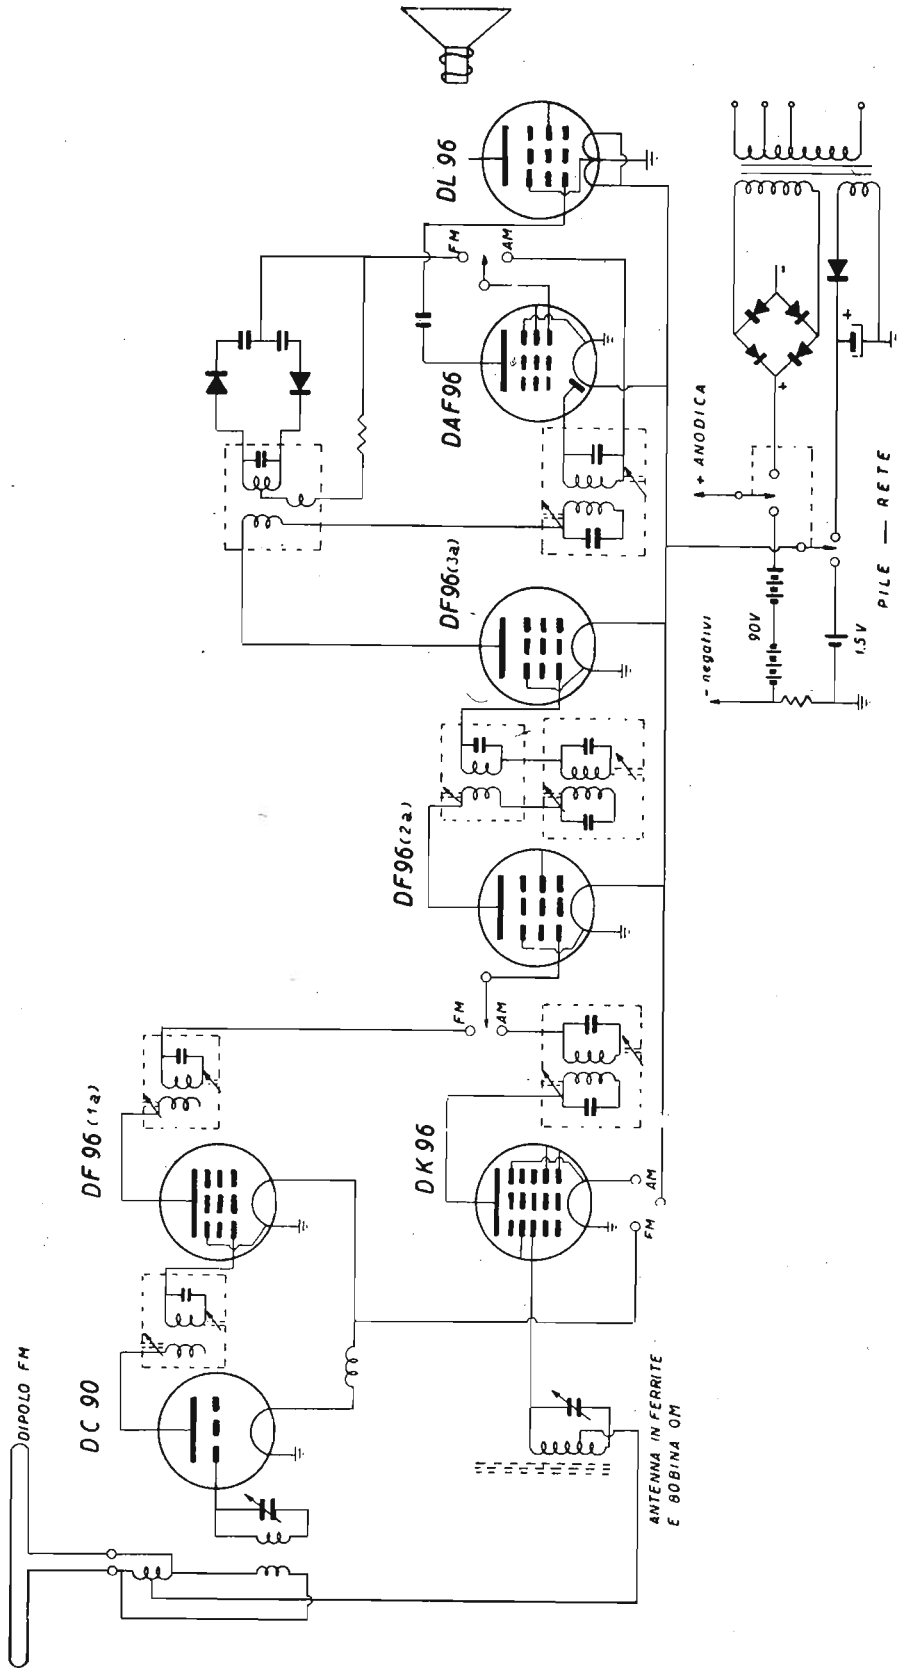 DIPOLO FM
DC 90
DF 96 (1a)
FM
AM
DF96 (2a)
DF96 (3a)
DAF96
FM
AM
DL 96
DK 96
FM
AM
ANTENNA IN FERRITE
E BOBINA OM
- negativi
90V
1.5V
+ ANODICA
+
-
+
PILE — RETE